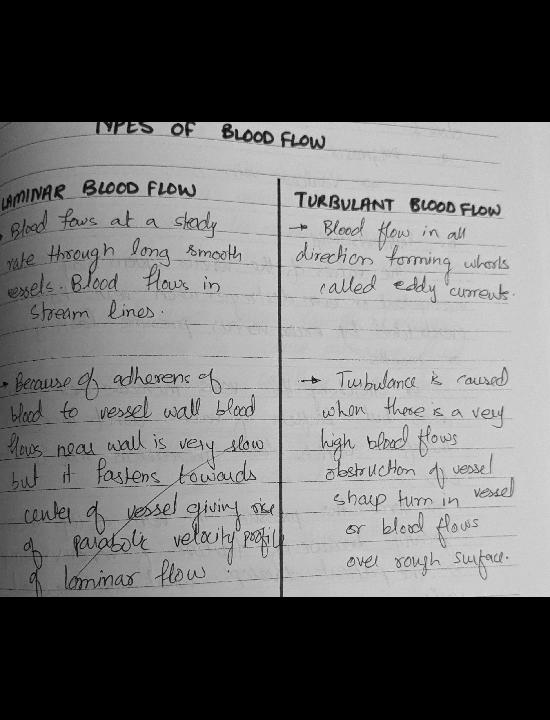 TYPES OF BLOOD FLOW
LAMINAR BLOOD FLOW
Blood fows at a steady
rate through long smooth
essels. Blood flows in
stream lines.
→ Because of adherens of
blood to vessel wall blood
flows near wall is very slow
but it fastens towards
center of vessel giving rise
of parabolic velocity profile
of laminar flow.
TURBULANT BLOOD FLOW
→ Blood flow in all
direction forming whorls
called eddy currents.
→ Turbulance is caused
when there is a very
high blood flows
obstruction of vessel
sharp turn in vessel
or blood flows
over rough surface.